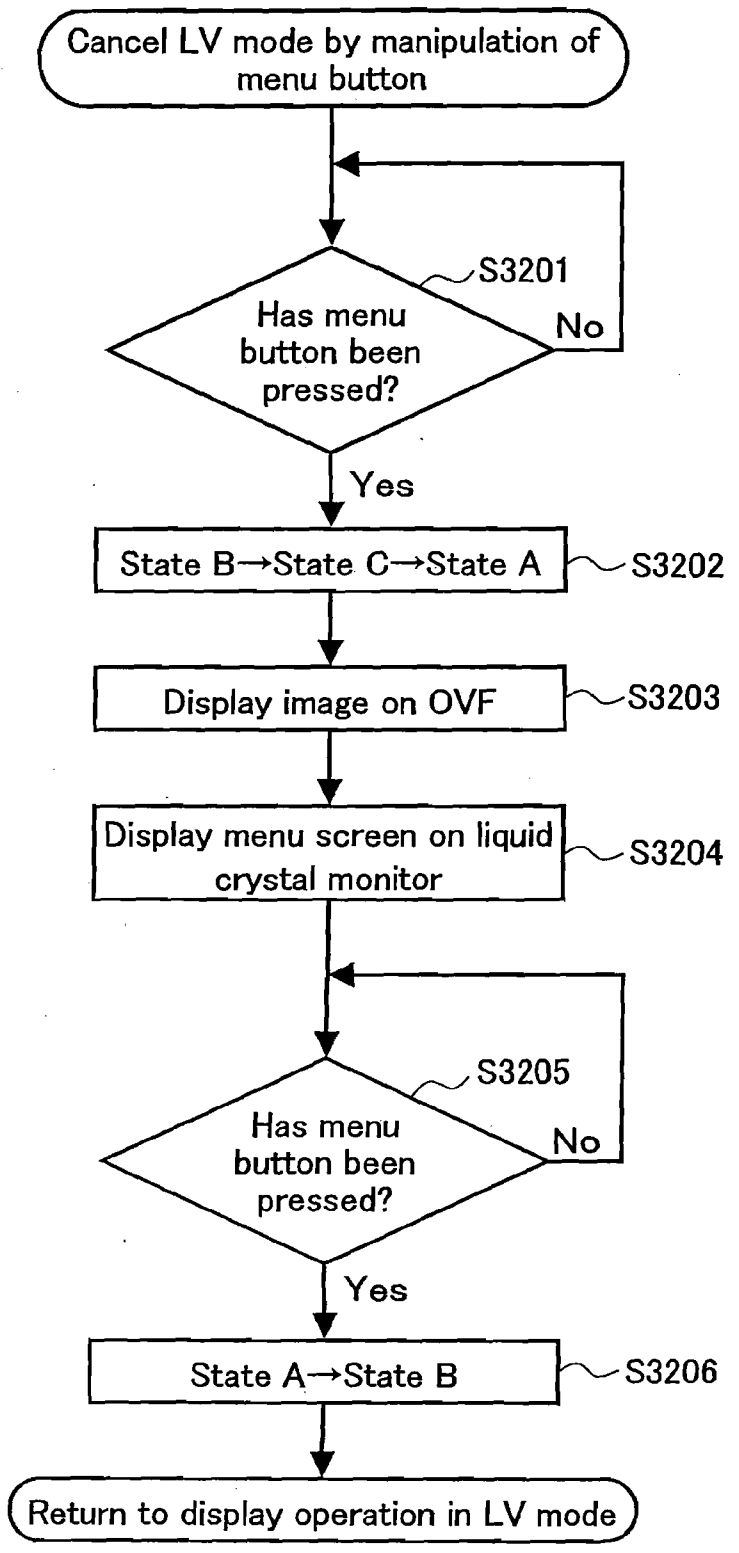 Cancel LV mode by manipulation of
menu button
S3201
Has menu
button been
pressed?
No
Yes
State B→State C→State A
S3202
Display image on OVF
S3203
Display menu screen on liquid
crystal monitor
S3204
S3205
Has menu
button been
pressed?
No
Yes
State A→State B
S3206
Return to display operation in LV mode